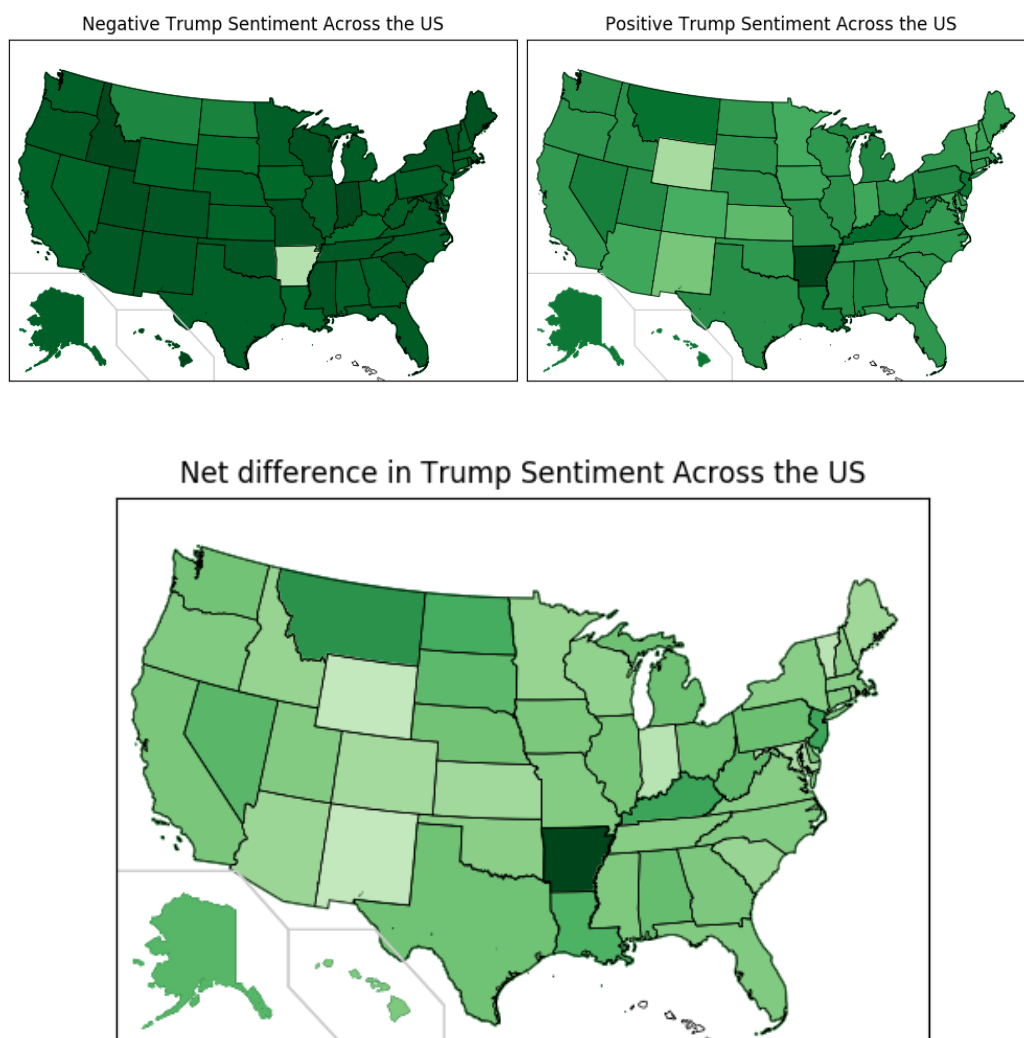 Negative Trump Sentiment Across the US
Positive Trump Sentiment Across the US
Net difference in Trump Sentiment Across the US